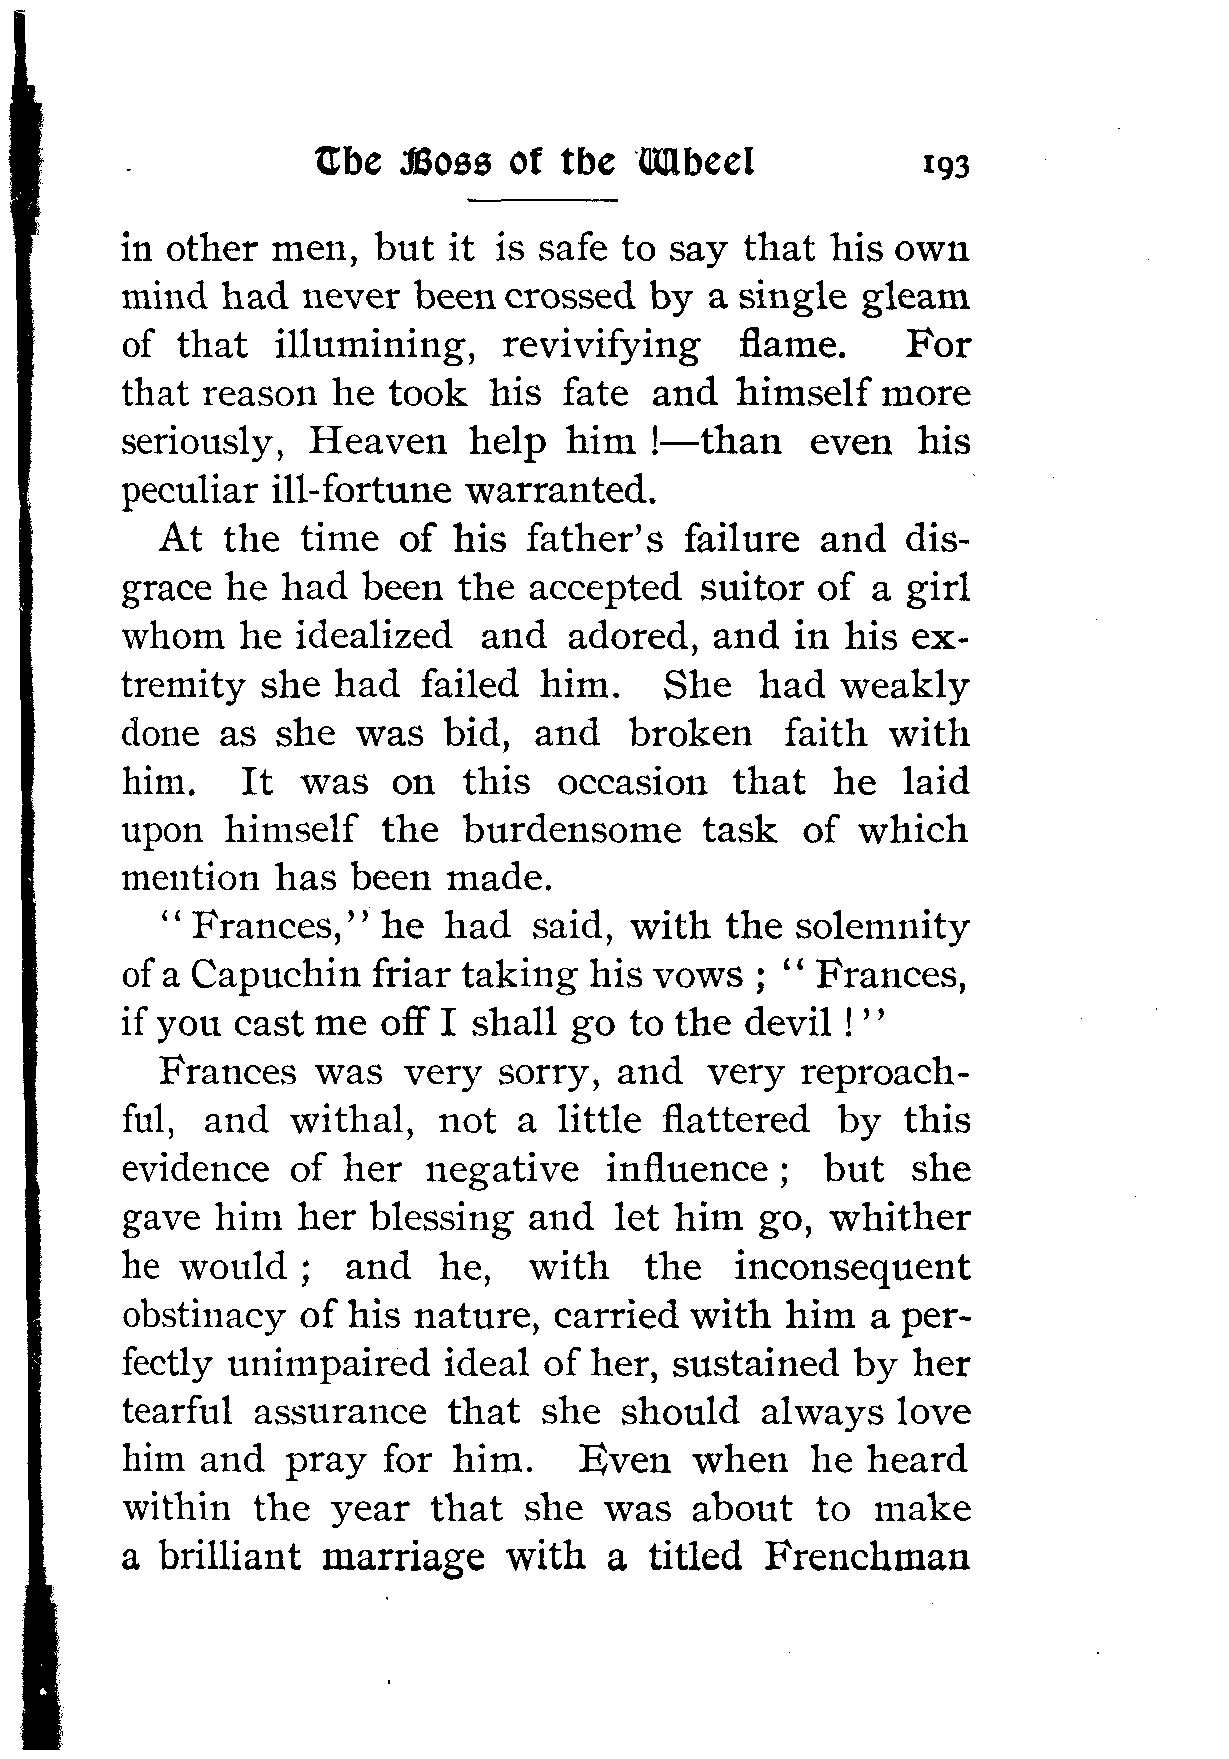 The Boss of the Wheel 193
in other men, but it is safe to say that his own
mind had never been crossed by a single gleam
of that illumining, revivifying flame. For
that reason he took his fate and himself more
seriously, Heaven help him !—than even his
peculiar ill-fortune warranted.
At the time of his father's failure and dis-
grace he had been the accepted suitor of a girl
whom he idealized and adored, and in his ex-
tremity she had failed him. She had weakly
done as she was bid, and broken faith with
him. It was on this occasion that he laid
upon himself the burdensome task of which
mention has been made.
" Frances," he had said, with the solemnity
of a Capuchin friar taking his vows ; " Frances,
if you cast me off I shall go to the devil ! "
Frances was very sorry, and very reproach-
ful, and withal, not a little flattered by this
evidence of her negative influence ; but she
gave him her blessing and let him go, whither
he would ; and he, with the inconsequent
obstinacy of his nature, carried with him a per-
fectly unimpaired ideal of her, sustained by her
tearful assurance that she should always love
him and pray for him. Even when he heard
within the year that she was about to make
a brilliant marriage with a titled Frenchman